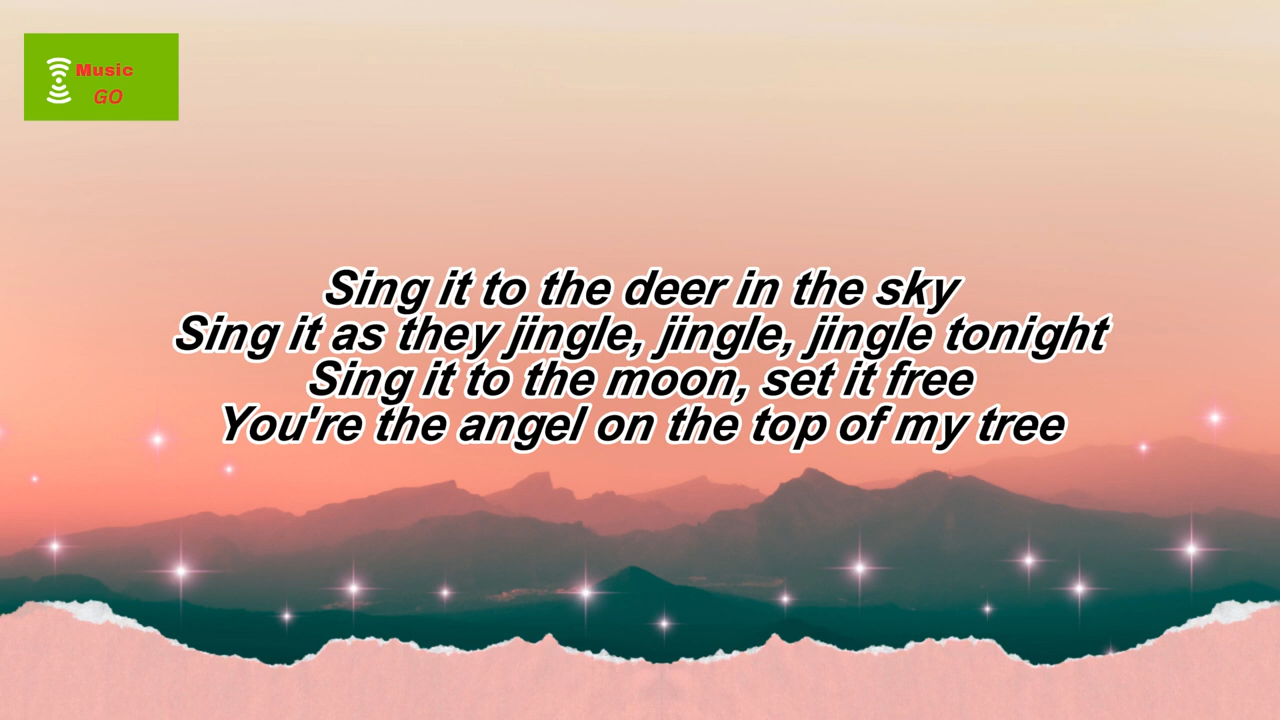 Music
GO
Sing it to the deer in the sky
Sing it as they jingle, jingle, jingle tonight
Sing it to the moon, set it free
You're the angel on the top of my tree